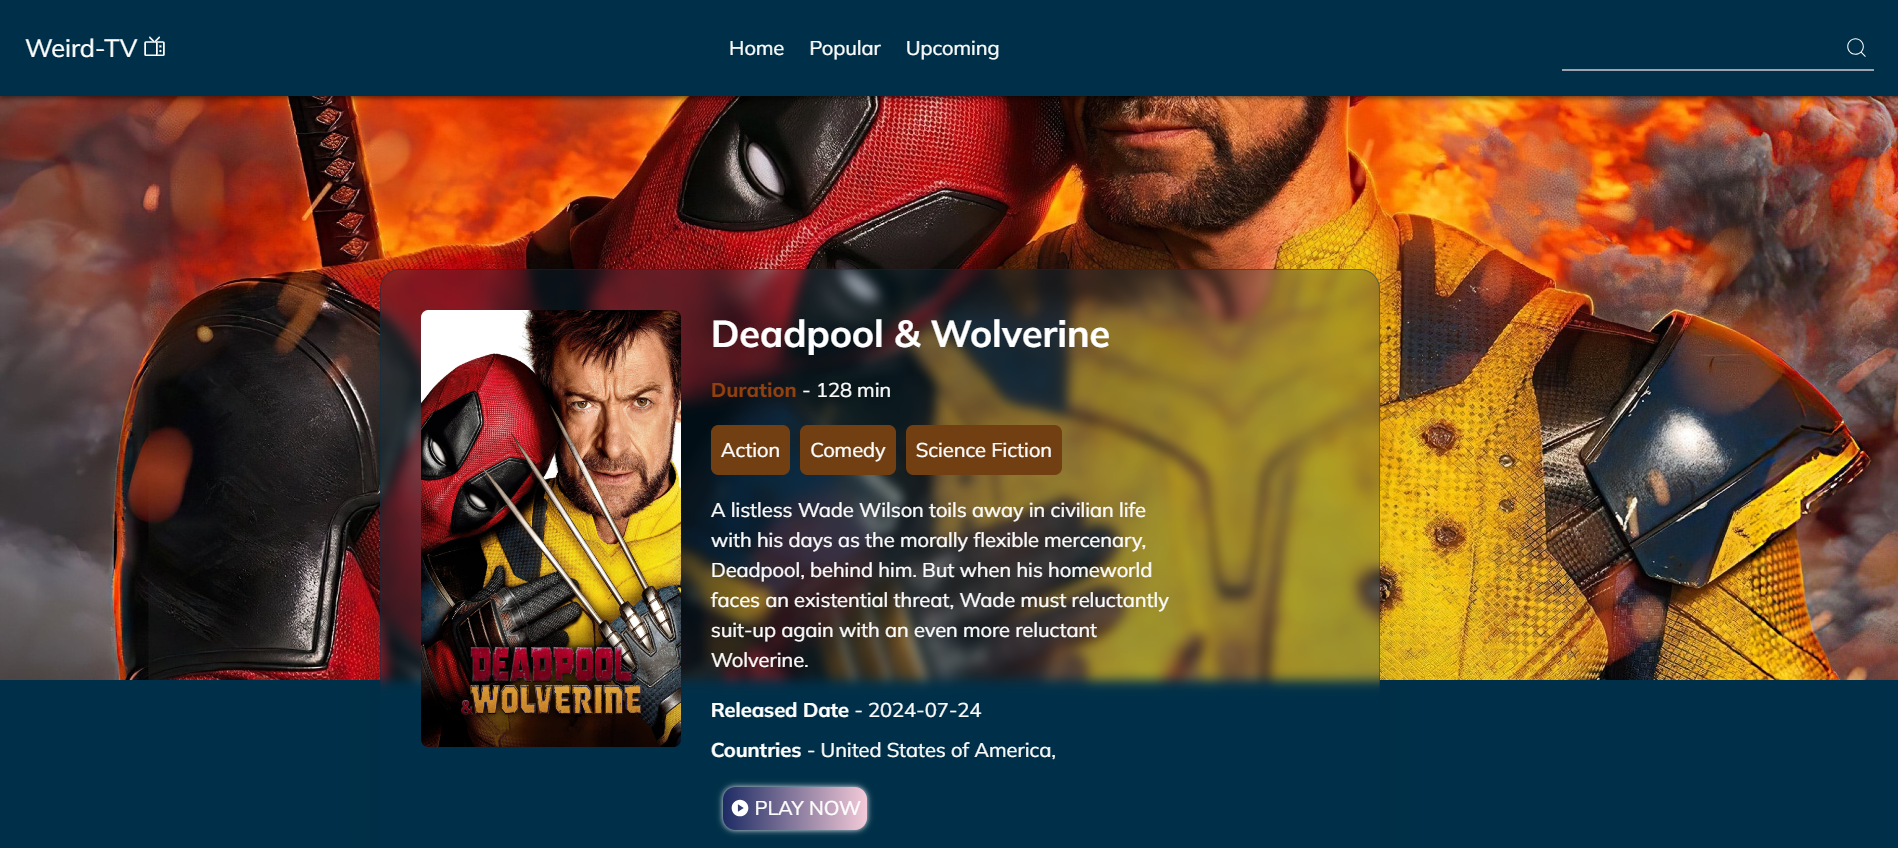 Weird-TV
Home Popular Upcoming
Deadpool & Wolverine
Duration - 128 min
Action Comedy Science Fiction
A listless Wade Wilson toils away in civilian life
with his days as the morally flexible mercenary,
Deadpool, behind him. But when his homeworld
faces an existential threat, Wade must reluctantly
suit-up again with an even more reluctant
Wolverine.
DEADPOOL
& WOLVERINE
Released Date - 2024-07-24
Countries - United States of America,
PLAY NOW